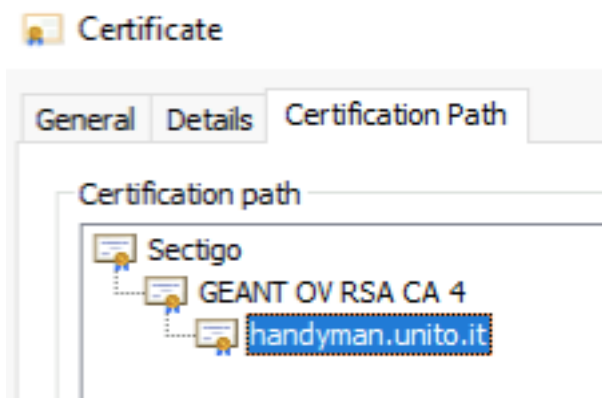 Certificate
General Details Certification Path
Certification path
Sectigo
GEANT OV RSA CA 4
handyman.unito.it